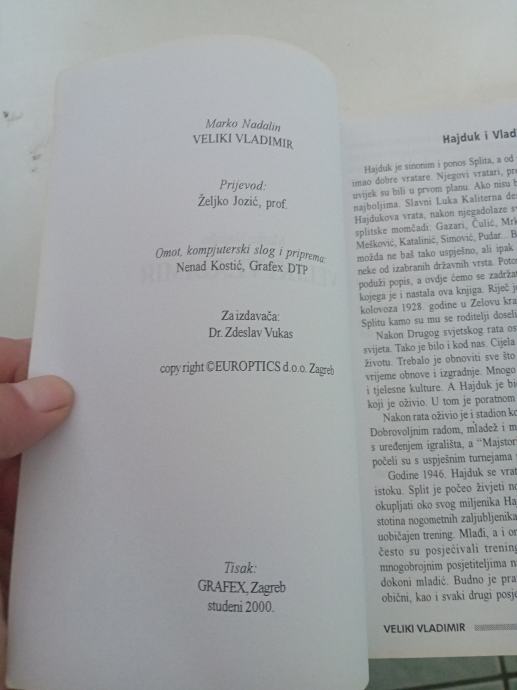 Marko Nadalin
VELIKI VLADIMIR
Prijevod:
Željko Jozić, prof.
Omot, kompjuterski slog i priprema:
Nenad Kostić, Grafex DTP
Za izdavača:
Dr. Zdeslav Vukas
copyright ©EUROPTICS d.o.o. Zagreb
Tisak:
GRAFEX, Zagreb
studeni 2000.
Hajduk i Vlad
Hajduk je sinonim i ponos Splita, a od
imao dobre vratare. Njegovi vratari, pre
uvijek su bili u prvom planu. Ako nisu b
najboljima. Slavni Luka Kaliterna de
Hajdukova vrata, nakon njegadolaze s
splitske momčadi: Gazari, Čulić, Mrk
Mešković, Katalinić, Simović, Pudar... B
možda ne baš tako uspješno, ali ipak
neke od izabranih državnih vrsta. Poto
poduži popis, a ovdje ćemo se zadržat
kojega je i nastala ova knjiga. Riječ j
kolovoza 1928. godine u Zelovu kra
Splitu kamo su mu se roditelji doseli
Nakon Drugog svjetskog rata os
svijeta. Tako je bilo i kod nas. Cijela
životu. Trebalo je obnoviti sve što
vrijeme obnove i izgradnje. Mnogo
i tjelesne kulture. A Hajduk je bio
koji je oživio. U tom je poratnom
Nakon rata oživio je i stadion ko
Dobrovoljnim radom, mladež i m
s uređenjem igrališta, a "Majstor
počeli su s uspješnim turnejama
Godine 1946. Hajduk se vrat
istoku. Split je počeo živjeti no
okupljati oko svog miljenika Ha
stotina nogometnih zaljubljenika
uobičajen trening. Mlađi, a i or
često su posjećivali trening
mnogobrojnim posjetiteljima n
dokoni mladić. Budno je pra
obični, kao i svaki drugi posje
VELIKI VLADIMIR